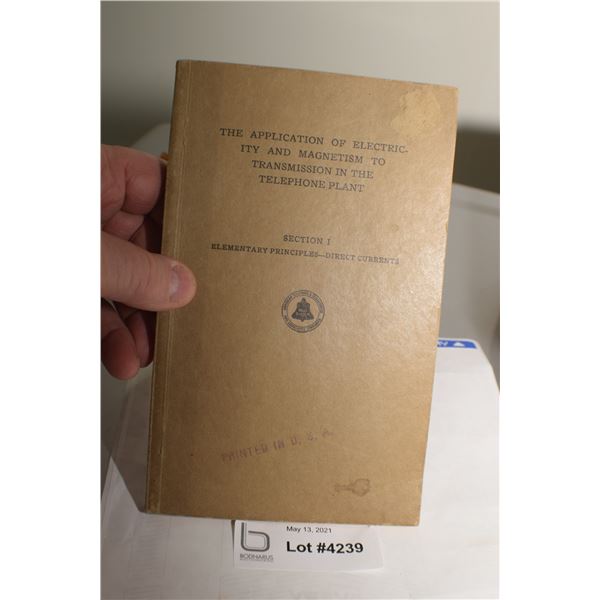 THE APPLICATION OF ELECTRIC-
ITY AND MAGNETISM TO
TRANSMISSION IN THE
TELEPHONE PLANT
SECTION I
ELEMENTARY PRINCIPLES—DIRECT CURRENTS
PRINTED IN U. S. A.
May 13, 2021
Lot #4239
BODNARUS